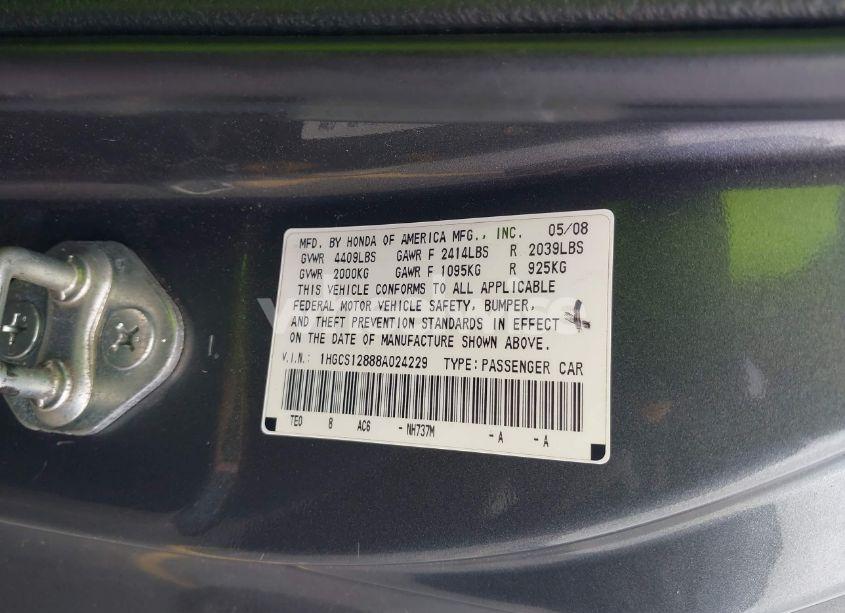 MFD. BY HONDA OF AMERICA MFG., INC. 05/08
GVWR 4409LBS GAWR F 2414LBS R 2039LBS
GVWR 2000KG GAWR F 1095KG R 925KG
THIS VEHICLE CONFORMS TO ALL APPLICABLE
FEDERAL MOTOR VEHICLE SAFETY, BUMPER,
AND THEFT PREVENTION STANDARDS IN EFFECT
ON THE DATE OF MANUFACTURE SHOWN ABOVE.
V.I.N.: 1HGCS12888A024229 TYPE:PASSENGER CAR
TE0 8 AC6 - NH737M - A - A